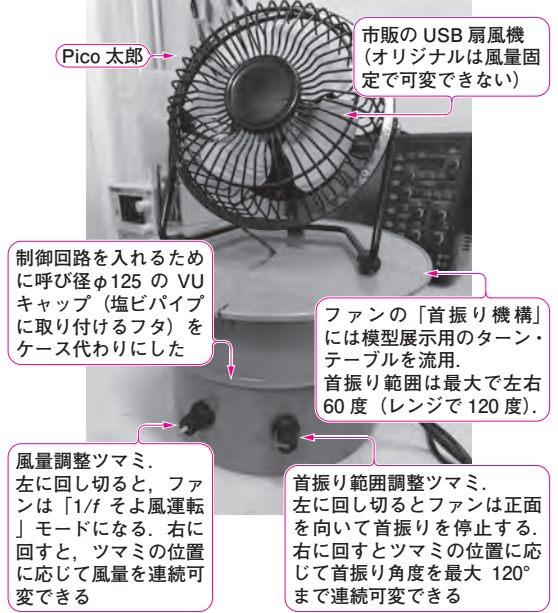 Pico 太郎
市販の USB 扇風機
(オリジナルは風量固
定で可変できない)
制御回路を入れるため
に呼び径φ125 の VU
キャップ（塩ビパイプ
に取り付けるフタ）を
ケース代わりにした
ファンの「首振り機構」
には模型展示用のターン・
テーブルを流用．
首振り範囲は最大で左右
60 度（レンジで 120 度）．
風量調整ツマミ．
左に回し切ると，ファ
ンは「1/f そよ風運転
」モードになる．右に
回すと，ツマミの位置
に応じて風量を連続可
変できる
首振り範囲調整ツマミ．
左に回し切るとファンは正面
を向いて首振りを停止する．
右に回すとツマミの位置に応
じて首振り角度を最大 120°
まで連続可変できる